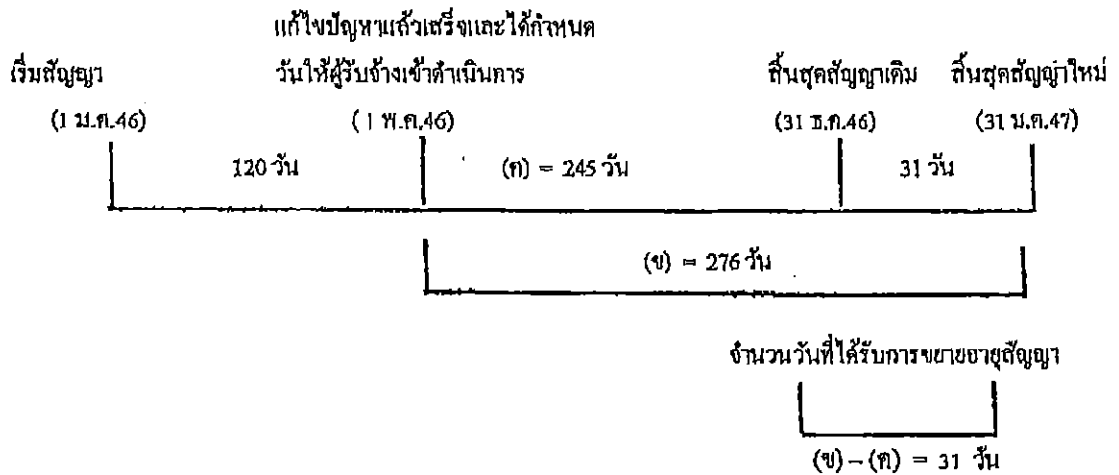 แก้ไขปัญหาแล้วเสร็จและได้กำหนด
เริ่มสัญญา วันให้ผู้รับจ้างเข้าดำเนินการ สิ้นสุดสัญญาเดิม สิ้นสุดสัญญาใหม่
(1 ม.ค.46) (1 พ.ค.46) (31 ธ.ค.46) (31 ม.ค.47)
120 วัน (ค) = 245 วัน 31 วัน
(ข) = 276 วัน
จำนวนวันที่ได้รับการขยายอายุสัญญา
(ข) – (ค) = 31 วัน